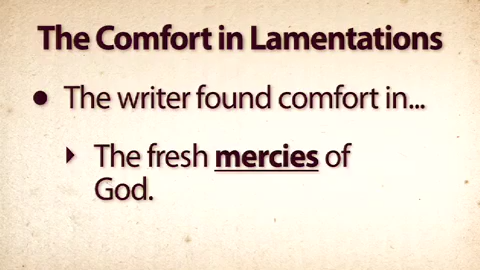 The Comfort in Lamentations
The writer found comfort in...
The fresh mercies of
God.